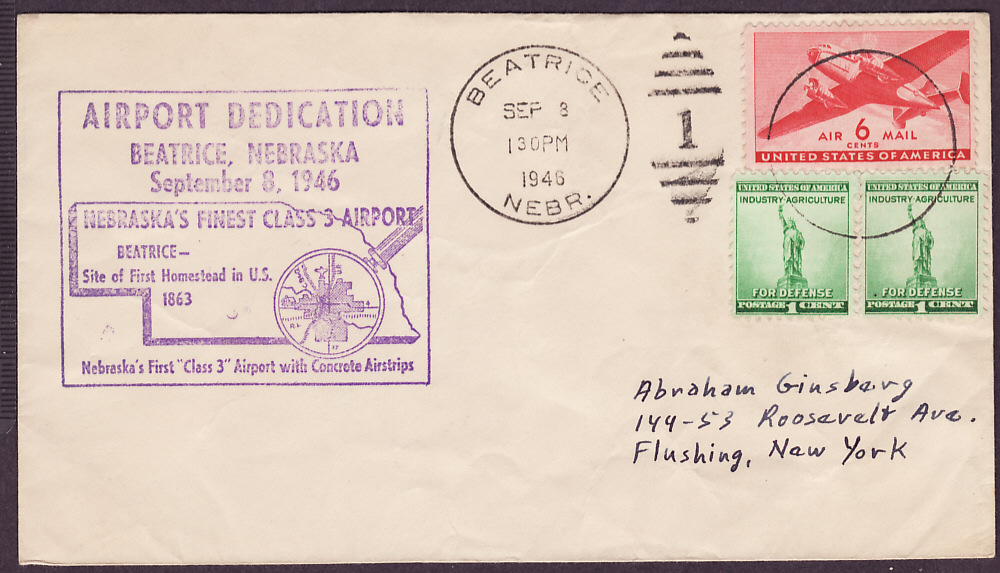 AIRPORT DEDICATION
BEATRICE, NEBRASKA
September 8, 1946
NEBRASKA'S FINEST CLASS 3 AIRPORT
BEATRICE—
Site of First Homestead in U.S.
1863
Nebraska's First "Class 3" Airport with Concrete Airstrips
BEATRICE
SEP 8
130PM
1946
NEBR.
1
AIR 6 MAIL
CENTS
UNITED STATES OF AMERICA
UNITED STATES OF AMERICA
INDUSTRY·AGRICULTURE
FOR DEFENSE
POSTAGE 1 CENT
UNITED STATES OF AMERICA
INDUSTRY·AGRICULTURE
FOR DEFENSE
POSTAGE 1 CENT
Abraham Ginsberg
144-53 Roosevelt Ave.
Flushing, New York